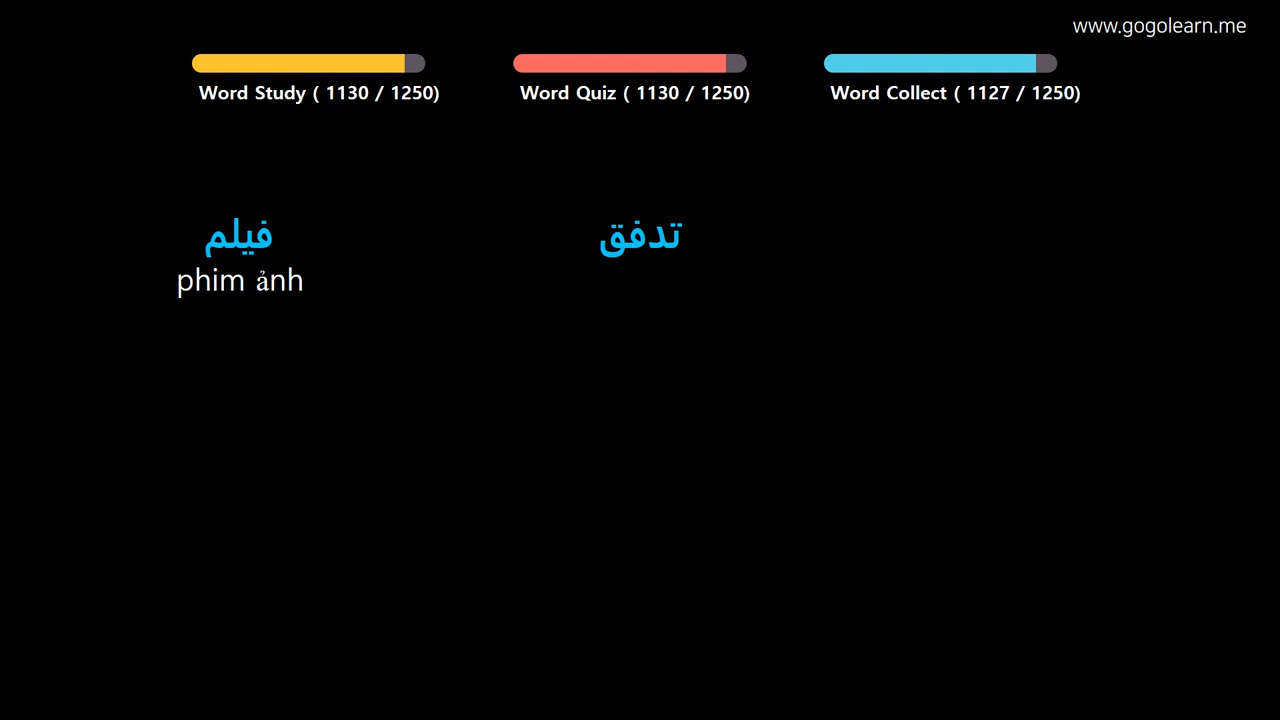 www.gogolearn.me
Word Study ( 1130 / 1250)
Word Quiz ( 1130 / 1250)
Word Collect ( 1127 / 1250)
فيلم
phim ảnh
تدفق